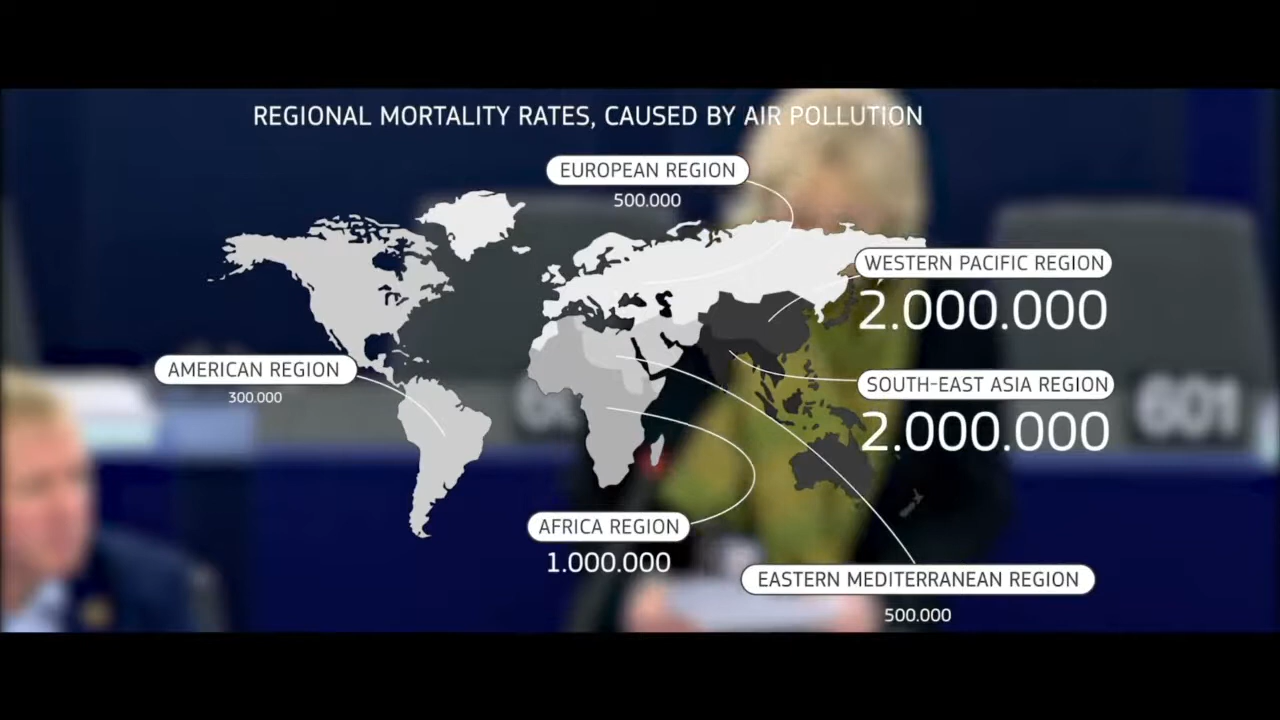 REGIONAL MORTALITY RATES, CAUSED BY AIR POLLUTION
EUROPEAN REGION
500.000
WESTERN PACIFIC REGION
2.000.000
AMERICAN REGION
300.000
SOUTH-EAST ASIA REGION
2.000.000
601
AFRICA REGION
1.000.000
EASTERN MEDITERRANEAN REGION
500.000